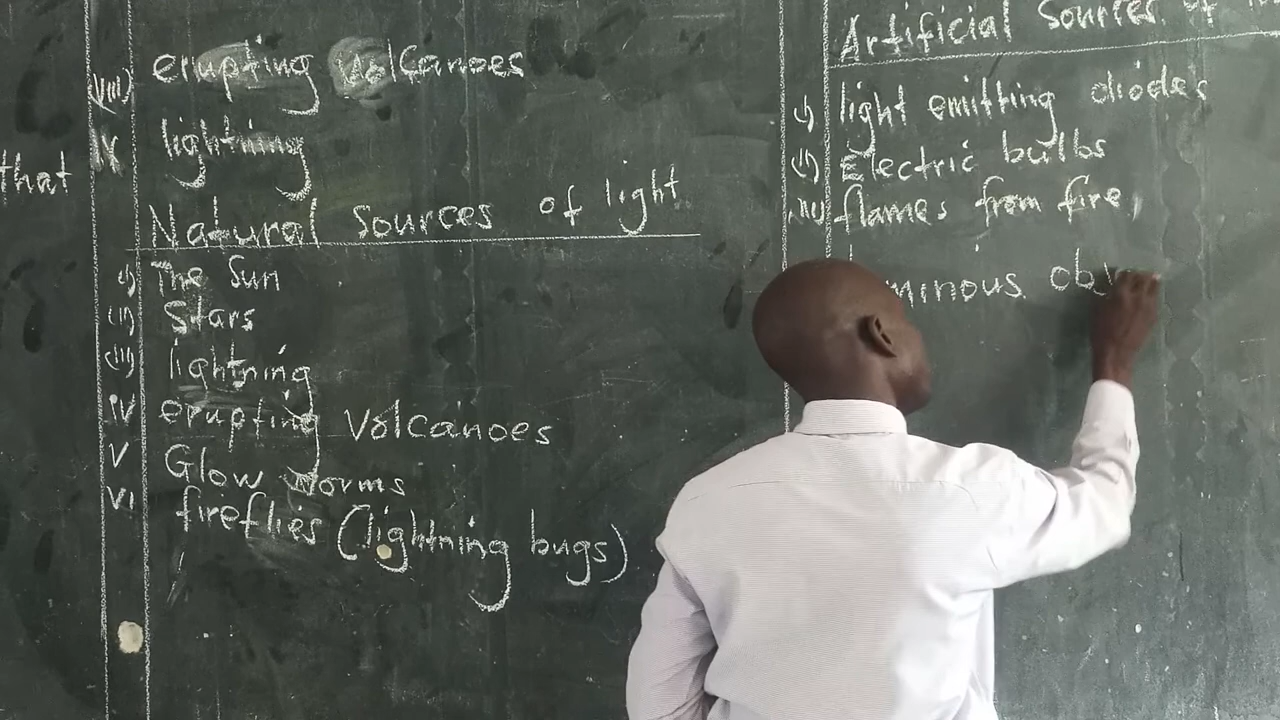 that
viii) erupting Volcanoes
ix lightning
Natural Sources of light
i) The Sun
ii) Stars
iii) lightning
iv erupting Volcanoes
v Glow worms
vi fireflies (lightning bugs)
Artificial Sources of
i) light emitting diodes
ii) Electric bulbs
iii) flames from fire,